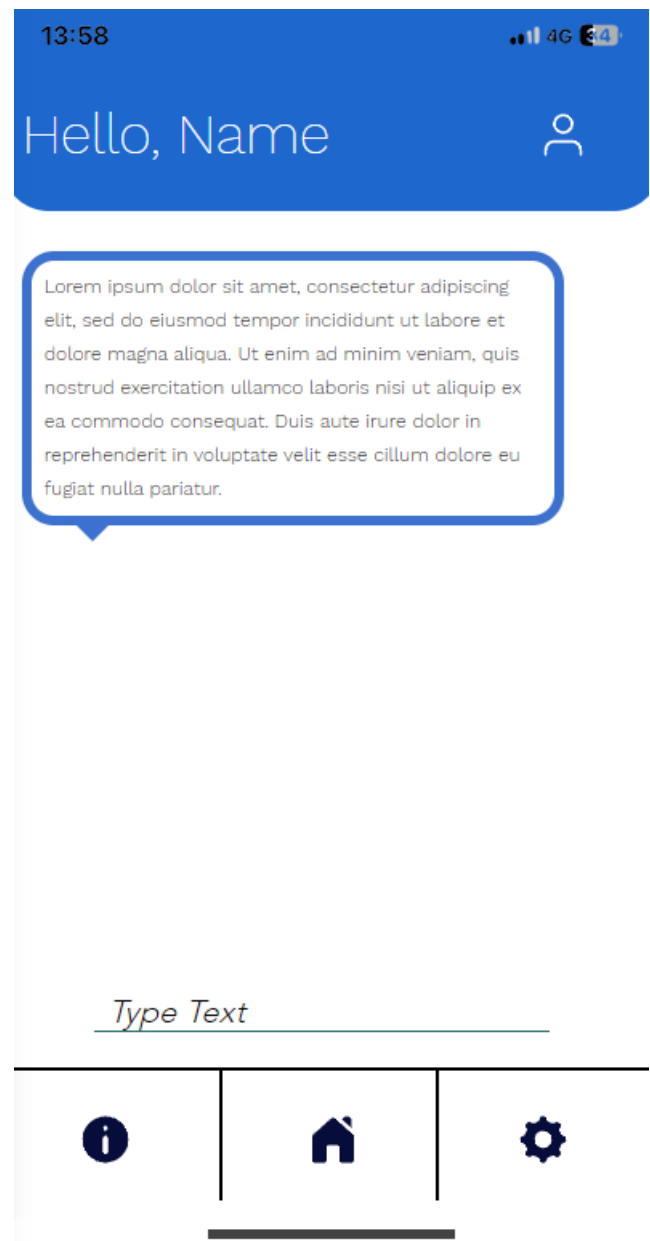 13:58
4G 34
Hello, Name
Lorem ipsum dolor sit amet, consectetur adipiscing
elit, sed do eiusmod tempor incididunt ut labore et
dolore magna aliqua. Ut enim ad minim veniam, quis
nostrud exercitation ullamco laboris nisi ut aliquip ex
ea commodo consequat. Duis aute irure dolor in
reprehenderit in voluptate velit esse cillum dolore eu
fugiat nulla pariatur.
Type Text